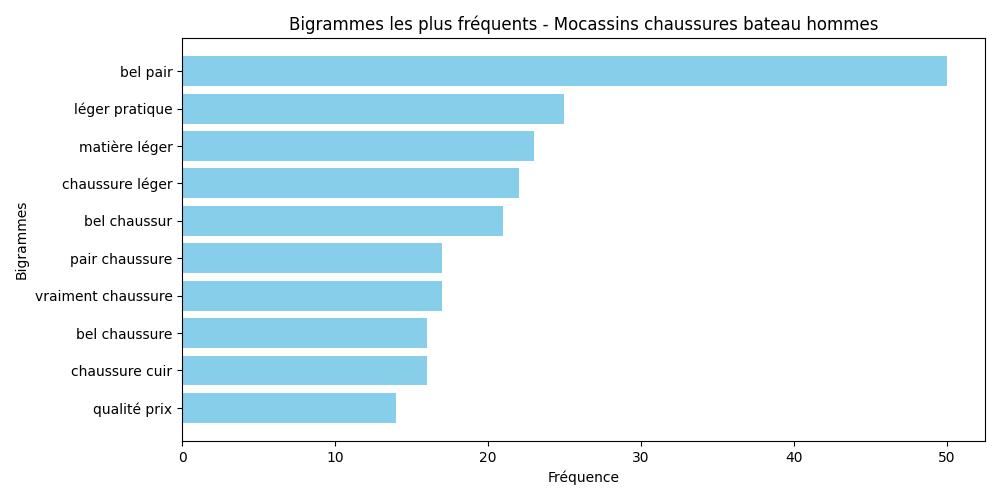 Bigrammes les plus fréquents - Mocassins chaussures bateau hommes
Bigrammes
bel pair
léger pratique
matière léger
chaussure léger
bel chaussur
pair chaussure
vraiment chaussure
bel chaussure
chaussure cuir
qualité prix
0 10 20 30 40 50
Fréquence